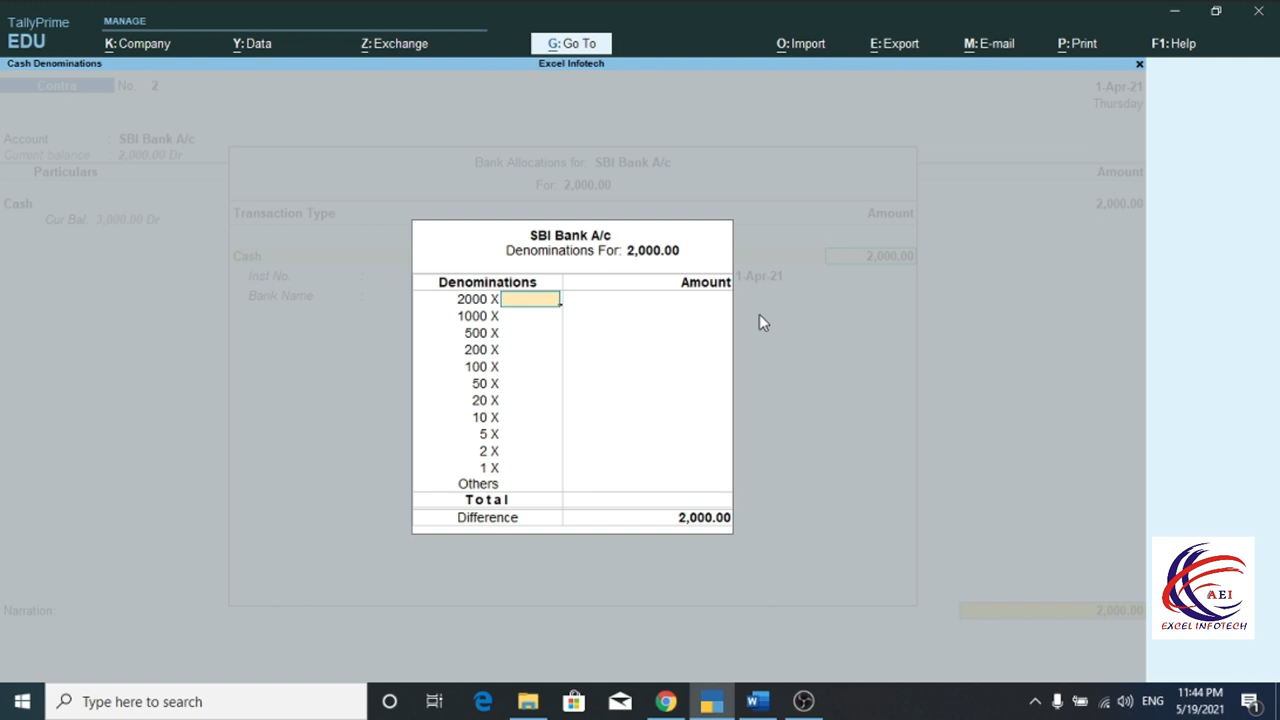 TallyPrime
EDU
MANAGE
K: Company
Y: Data
Z: Exchange
G: Go To
O: Import
E: Export
M: E-mail
P: Print
F1: Help
Cash Denominations
Excel Infotech
×
Contra No. 2
1-Apr-21
Thursday
Account : SBI Bank A/c
Current balance : 2,000.00 Dr
Particulars
Amount
Cash
2,000.00
Cur Bal: 3,000.00 Dr
Bank Allocations for: SBI Bank A/c
For: 2,000.00
Transaction Type
Amount
Cash
2,000.00
Inst No. :
1-Apr-21
Bank Name :
SBI Bank A/c
Denominations For: 2,000.00
Denominations Amount
2000 X
1000 X
500 X
200 X
100 X
50 X
20 X
10 X
5 X
2 X
1 X
Others
Total
Difference 2,000.00
Narration:
2,000.00
AEI
EXCEL INFOTECH
Type here to search
ENG
11:44 PM
5/19/2021
1